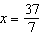 x = 37/7